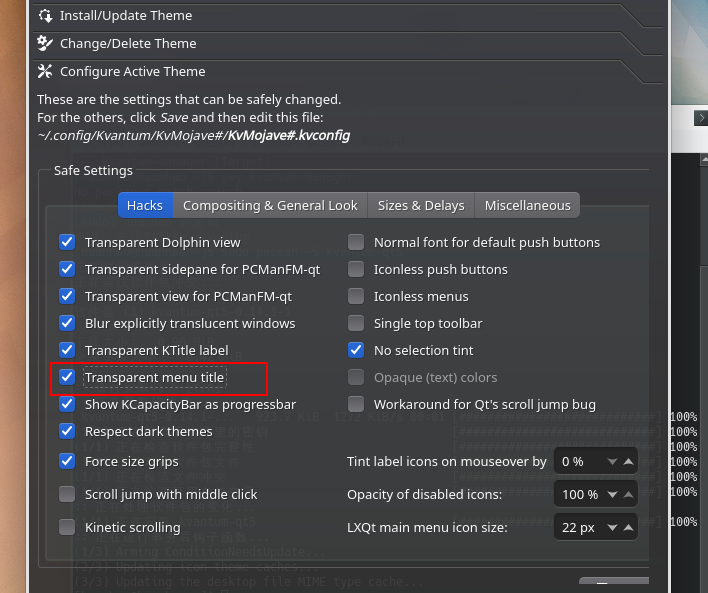 Install/Update Theme
Change/Delete Theme
Configure Active Theme
These are the settings that can be safely changed.
For the others, click Save and then edit this file:
~/.config/Kvantum/KvMojave#/KvMojave#.kvconfig
Safe Settings
Hacks Compositing & General Look Sizes & Delays Miscellaneous
Transparent Dolphin view Normal font for default push buttons
Transparent sidepane for PCManFM-qt Iconless push buttons
Transparent view for PCManFM-qt Iconless menus
Blur explicitly translucent windows Single top toolbar
Transparent KTitle label No selection tint
Transparent menu title Opaque (text) colors
Show KCapacityBar as progressbar Workaround for Qt's scroll jump bug
100%
Respect dark themes
100%
100%
Force size grips Tint label icons on mouseover by 0 %
100%
100%
Scroll jump with middle click Opacity of disabled icons: 100 %
100%
Kinetic scrolling LXQt main menu icon size: 22 px
100%
(1/3) Arming ConditionNeedsUpdate...
(2/3) Updating icon theme caches...
(3/3) Updating the desktop file MIME type cache...